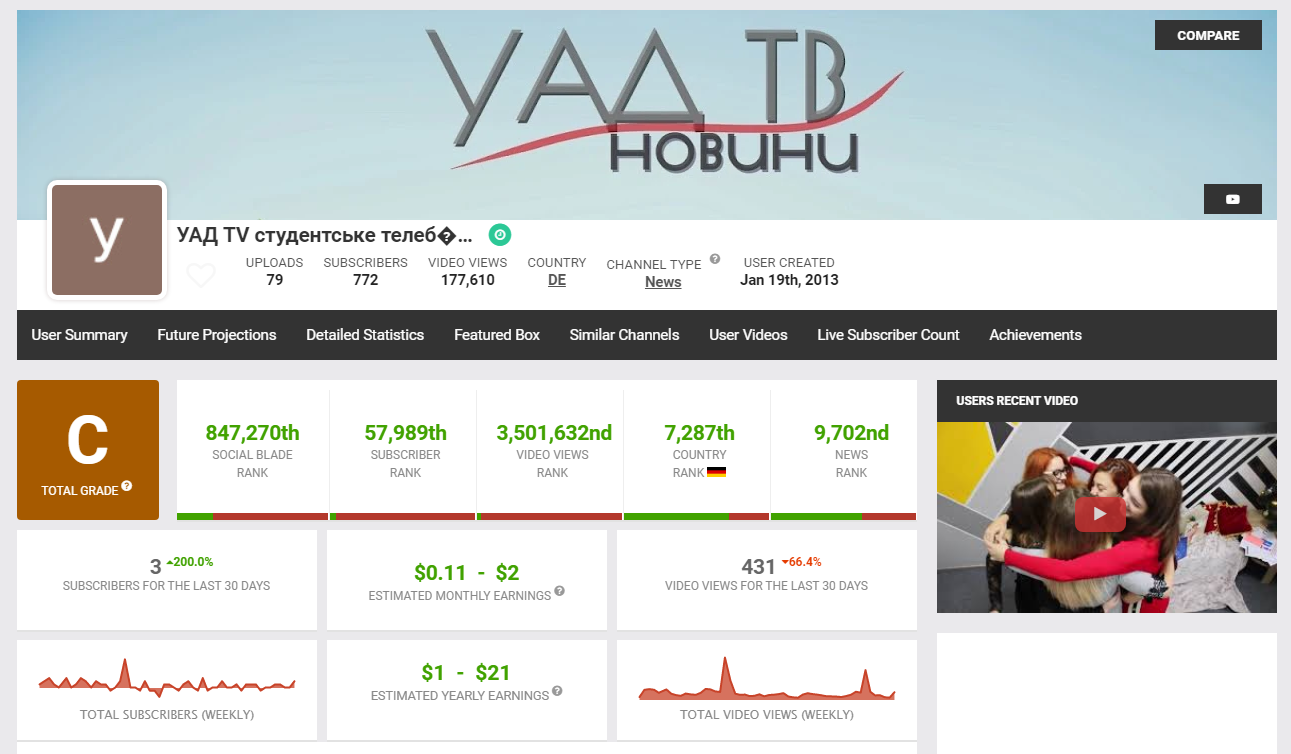 УАД ТВ
НОВИНИ
COMPARE
У
УАД TV студентське телеб�...
UPLOADS SUBSCRIBERS VIDEO VIEWS COUNTRY CHANNEL TYPE ? USER CREATED
79 772 177,610 DE News Jan 19th, 2013
User Summary Future Projections Detailed Statistics Featured Box Similar Channels User Videos Live Subscriber Count Achievements
C
TOTAL GRADE ?
847,270th 57,989th 3,501,632nd 7,287th 9,702nd
SOCIAL BLADE SUBSCRIBER VIDEO VIEWS COUNTRY NEWS
RANK RANK RANK RANK RANK
USERS RECENT VIDEO
3 200.0%
SUBSCRIBERS FOR THE LAST 30 DAYS
$0.11 - $2
ESTIMATED MONTHLY EARNINGS ?
431 66.4%
VIDEO VIEWS FOR THE LAST 30 DAYS
TOTAL SUBSCRIBERS (WEEKLY)
$1 - $21
ESTIMATED YEARLY EARNINGS ?
TOTAL VIDEO VIEWS (WEEKLY)